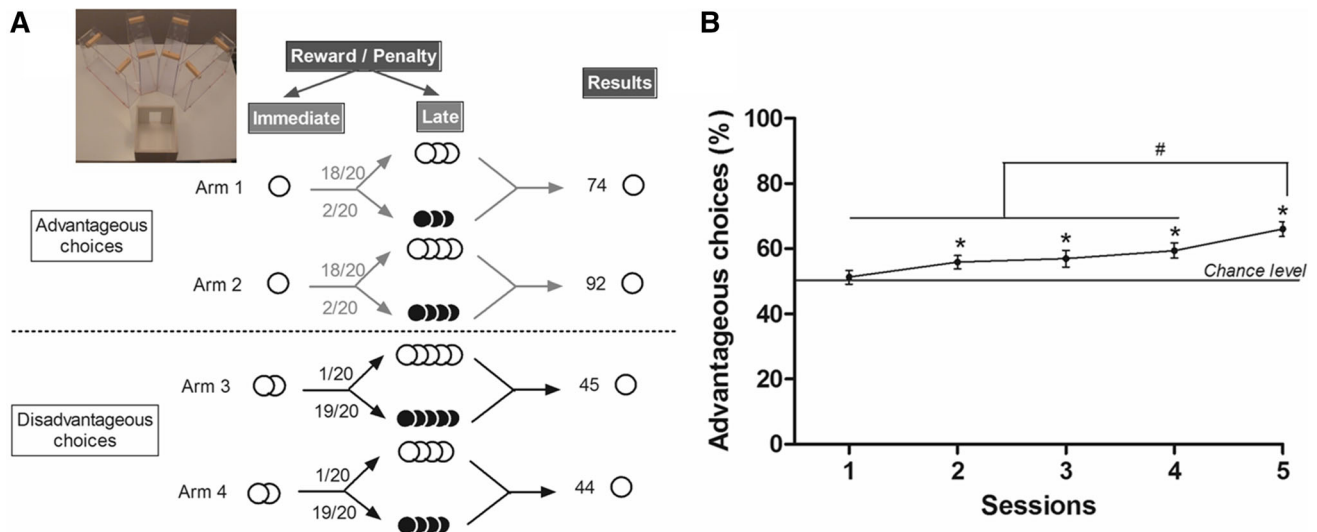 A
Reward / Penalty
Results
Immediate
Late
Arm 1
18/20
2/20
74
Advantageous
choices
Arm 2
18/20
2/20
92
Arm 3
1/20
19/20
45
Disadvantageous
choices
Arm 4
1/20
19/20
44
B
Advantageous choices (%)
100
80
60
40
20
0
#
*
*
*
*
Chance level
1 2 3 4 5
Sessions